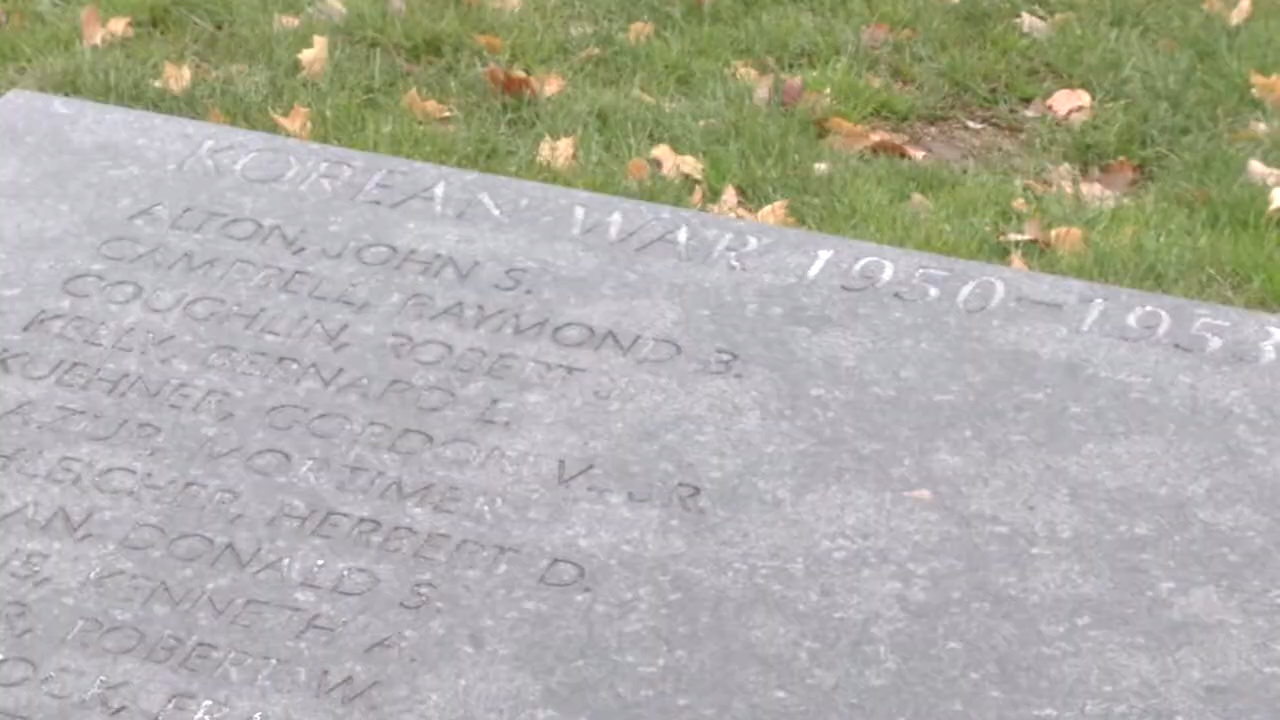 KOREAN WAR 1950-1953
ALTON, JOHN S.
CAMPBELL, RAYMOND B.
COUGHLIN, ROBERT J.
KELLY, BERNARD L.
KUEHNER, GORDON V. JR.
MORTIMER
HERBERT D.
DONALD S.
KENNETH A.
ROBERT W.